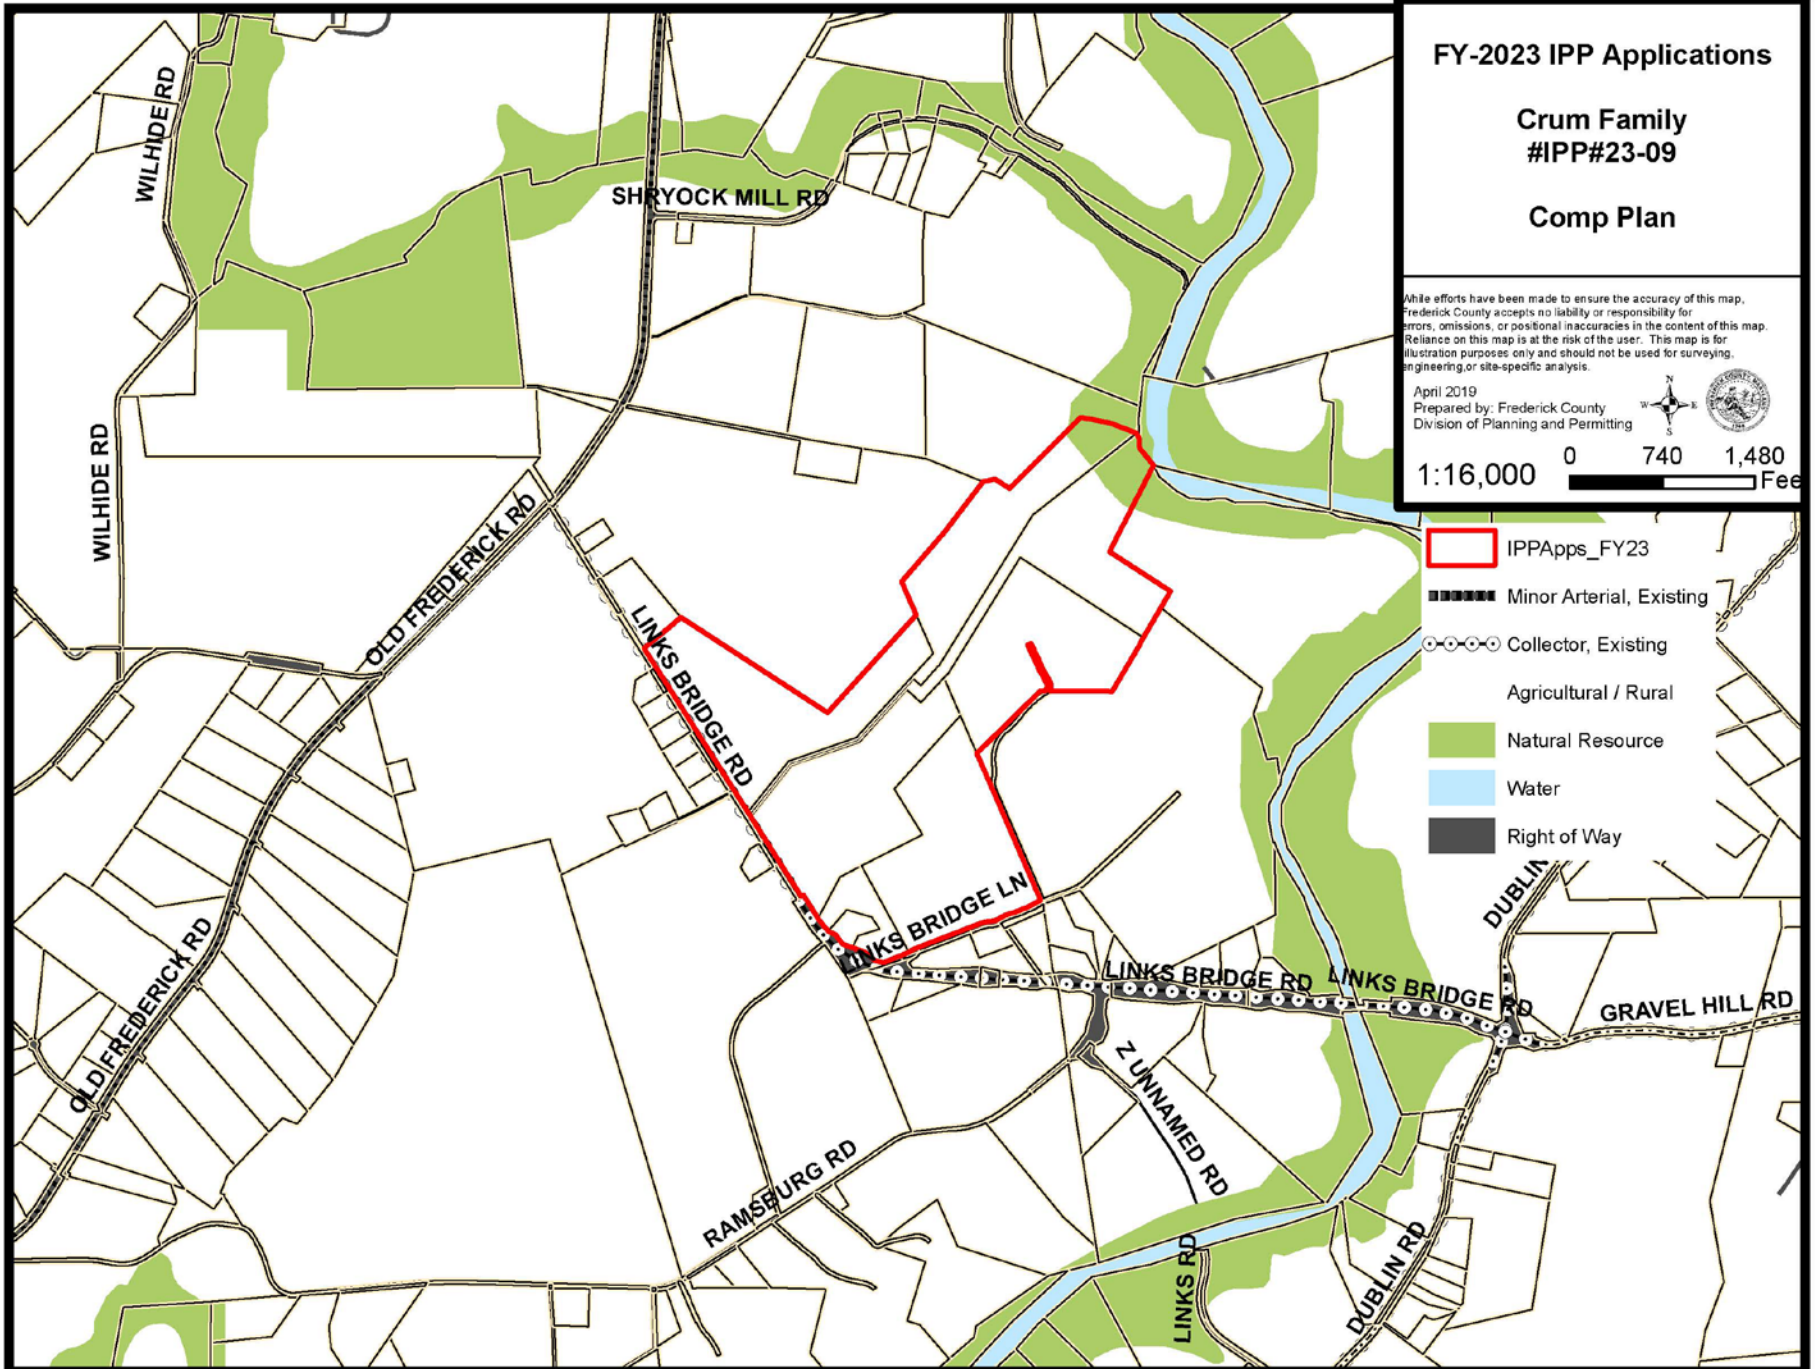 FY-2023 IPP Applications
Crum Family
#IPP#23-09
Comp Plan
While efforts have been made to ensure the accuracy of this map,
Frederick County accepts no liability or responsibility for
errors, omissions, or positional inaccuracies in the content of this map.
Reliance on this map is at the risk of the user. This map is for
illustration purposes only and should not be used for surveying,
engineering,or site-specific analysis.
April 2019
Prepared by: Frederick County
Division of Planning and Permitting
N
W E
S
1:16,000
0 740 1,480
Fee
IPPApps_FY23
Minor Arterial, Existing
Collector, Existing
Agricultural / Rural
Natural Resource
Water
Right of Way
WILHIDE RD
SHRYOCK MILL RD
WILHIDE RD
OLD FREDERICK RD
LINKS BRIDGE RD
LINKS BRIDGE LN
DUBLIN
OLD FREDERICK RD
LINKS BRIDGE RD
LINKS BRIDGE RD
GRAVEL HILL RD
Z UNNAMED RD
RAMSBURG RD
LINKS RD
DUBLIN RD